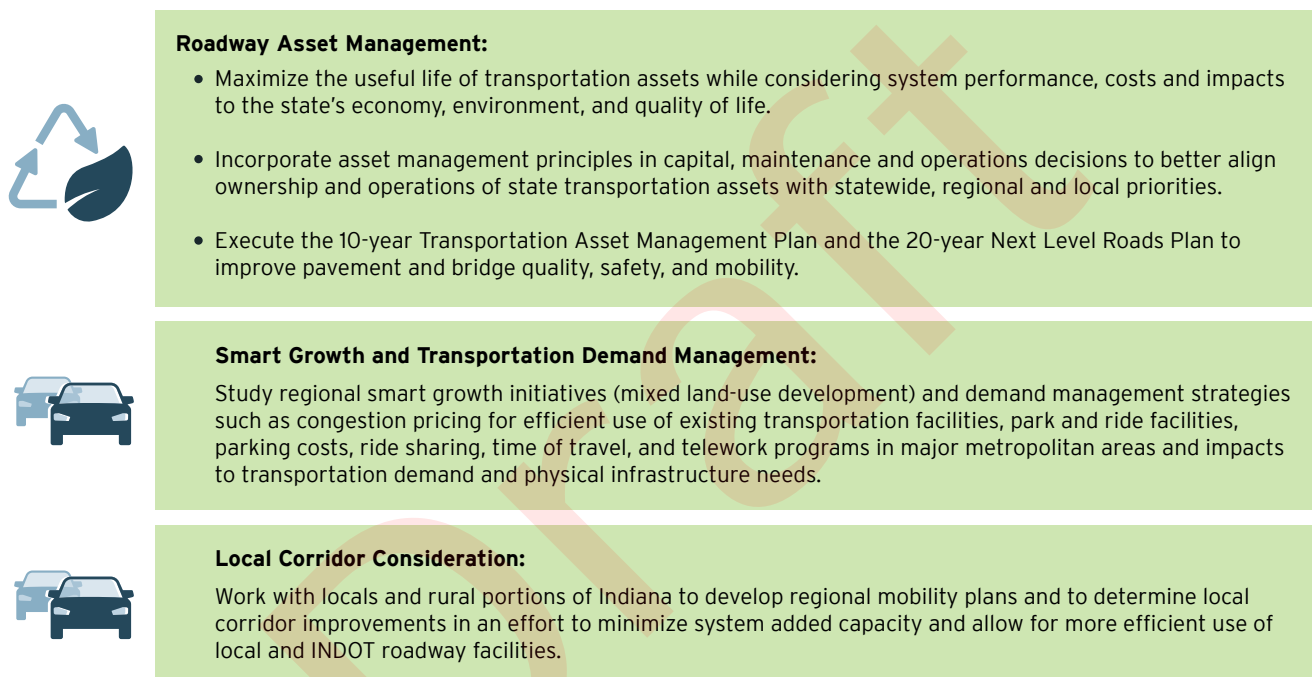 Roadway Asset Management:
• Maximize the useful life of transportation assets while considering system performance, costs and impacts
to the state's economy, environment, and quality of life.
• Incorporate asset management principles in capital, maintenance and operations decisions to better align
ownership and operations of state transportation assets with statewide, regional and local priorities.
• Execute the 10-year Transportation Asset Management Plan and the 20-year Next Level Roads Plan to
improve pavement and bridge quality, safety, and mobility.
Smart Growth and Transportation Demand Management:
Study regional smart growth initiatives (mixed land-use development) and demand management strategies
such as congestion pricing for efficient use of existing transportation facilities, park and ride facilities,
parking costs, ride sharing, time of travel, and telework programs in major metropolitan areas and impacts
to transportation demand and physical infrastructure needs.
Local Corridor Consideration:
Work with locals and rural portions of Indiana to develop regional mobility plans and to determine local
corridor improvements in an effort to minimize system added capacity and allow for more efficient use of
local and INDOT roadway facilities.
Draft